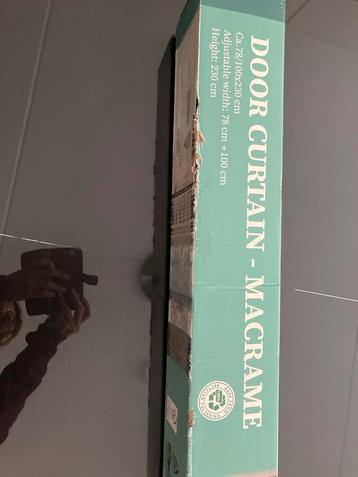 DOOR CURTAIN - MACRAME
Ca.78/100x230 cm
Adjustable width: 78 cm → 100 cm
Height: 230 cm